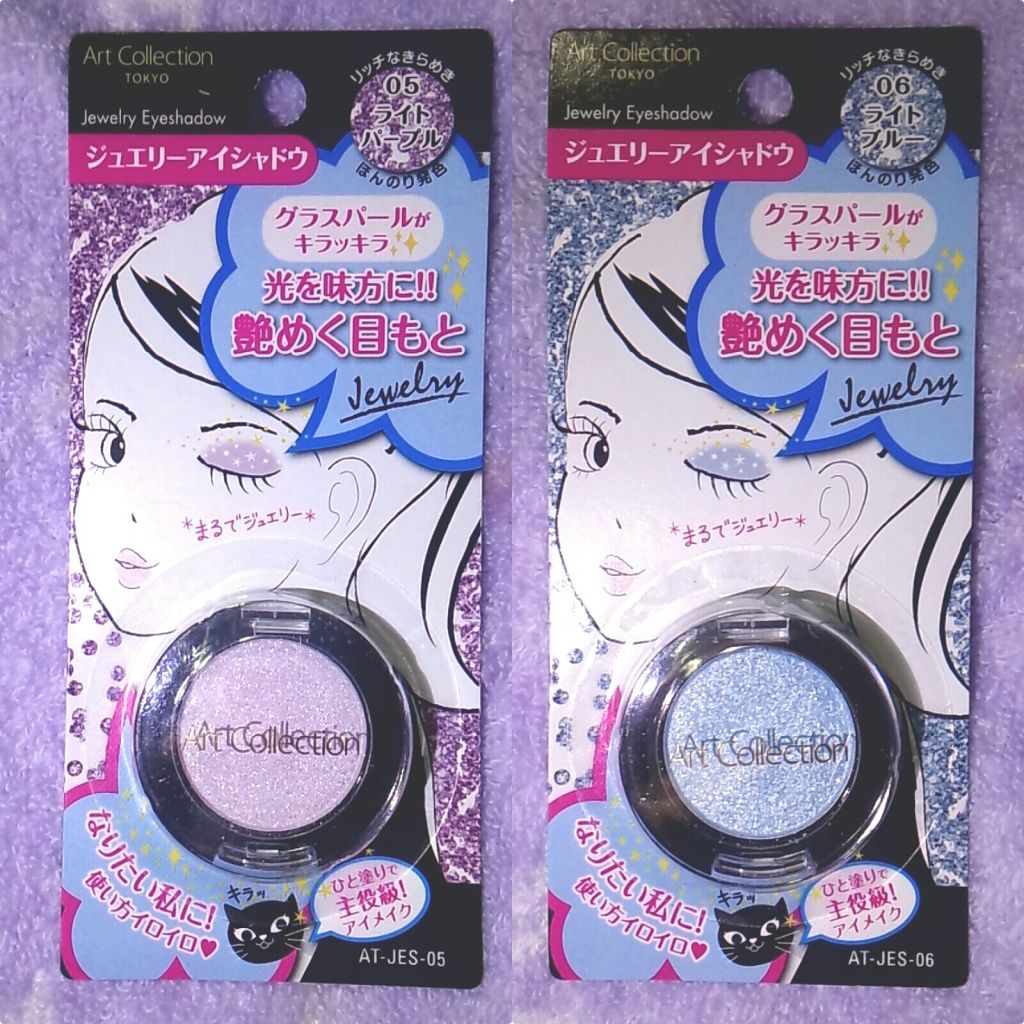 Art Collection
TOKYO
Jewelry Eyeshadow
ジュエリーアイシャドウ
リッチなきらめき
05
ライト
パープル
ほんのり発色
グラスパールが
キラッキラ
光を味方に!!
艶めく目もと
Jewelry
*まるでジュエリー*
Art Collection
なりたい私に!
使い方イロイロ♥
キラッ
ひと塗りで
主役級!
アイメイク
AT-JES-05
Art Collection
TOKYO
Jewelry Eyeshadow
ジュエリーアイシャドウ
リッチなきらめき
06
ライト
ブルー
ほんのり発色
グラスパールが
キラッキラ
光を味方に!!
艶めく目もと
Jewelry
*まるでジュエリー*
Art Collection
なりたい私に!
使い方イロイロ♥
キラッ
ひと塗りで
主役級!
アイメイク
AT-JES-06